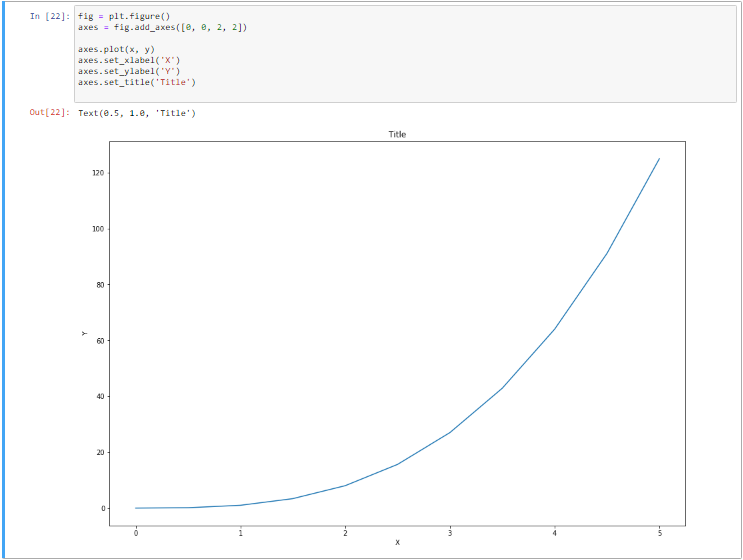 In [22]: fig = plt.figure()
axes = fig.add_axes([0, 0, 2, 2])
axes.plot(x, y)
axes.set_xlabel('X')
axes.set_ylabel('Y')
axes.set_title('Title')
Out[22]: Text(0.5, 1.0, 'Title')
Title
120
100
80
60
40
20
0
Y
0 1 2 3 4 5
X